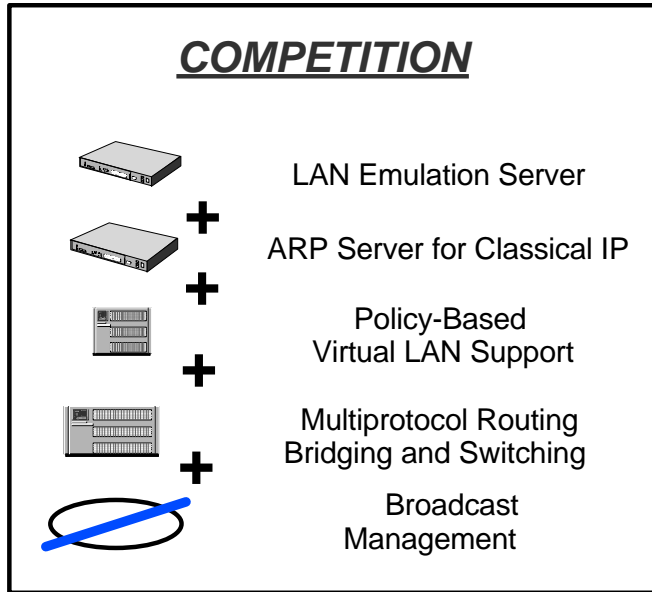 COMPETITION
LAN Emulation Server
ARP Server for Classical IP
Policy-Based
Virtual LAN Support
Multiprotocol Routing
Bridging and Switching
Broadcast
Management